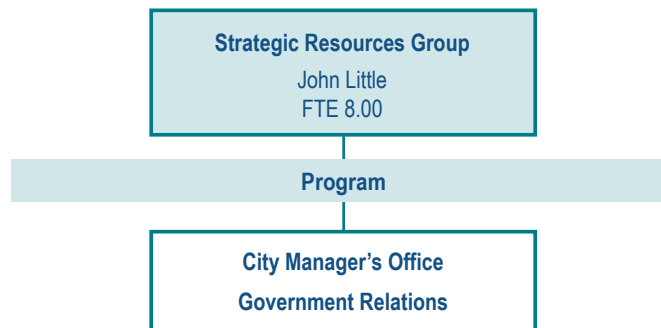 Strategic Resources Group
John Little
FTE 8.00
Program
City Manager’s Office
Government Relations